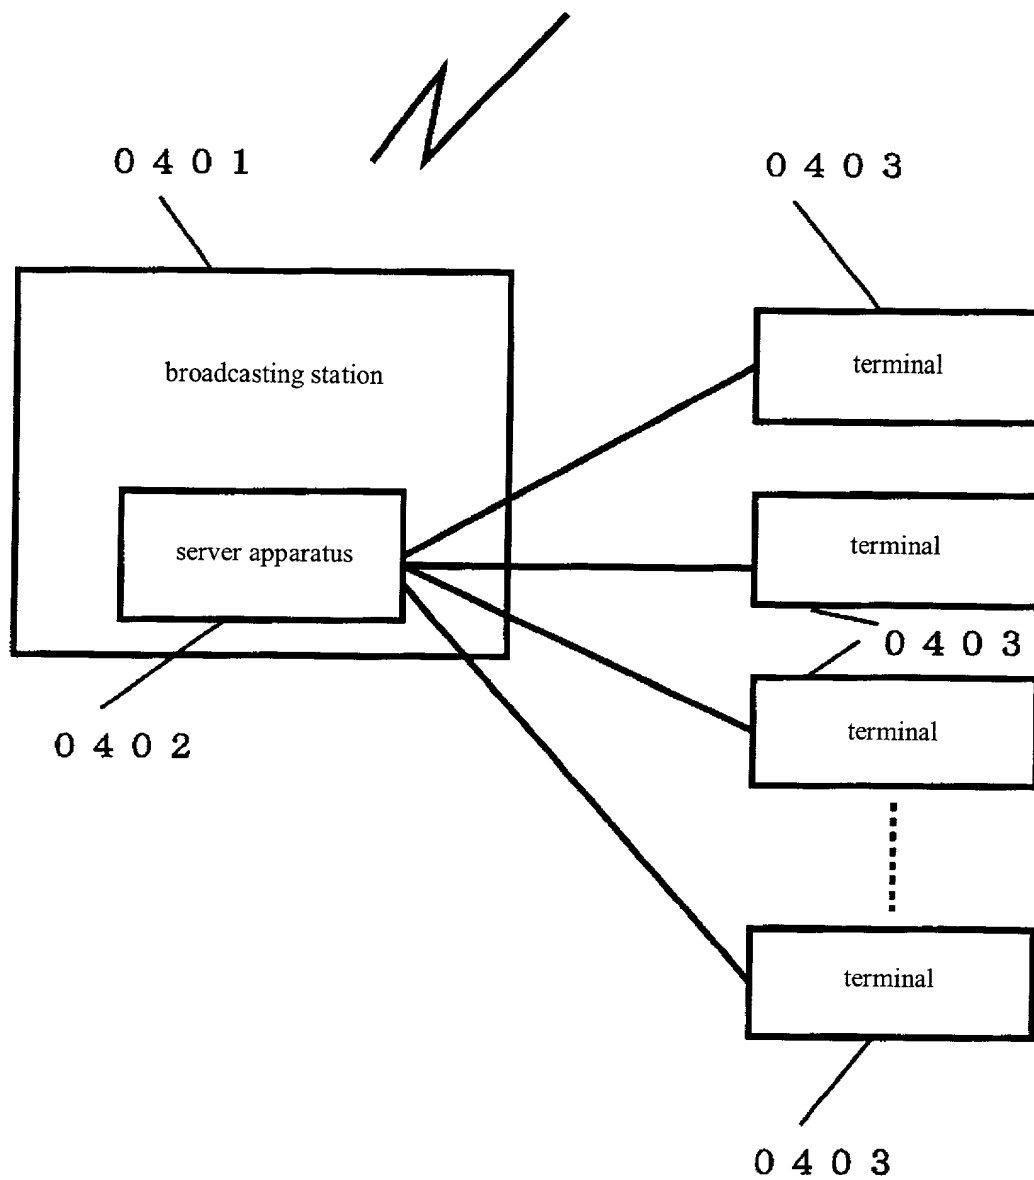 0401
0403
broadcasting station
terminal
server apparatus
terminal
0403
0402
terminal
terminal
0403